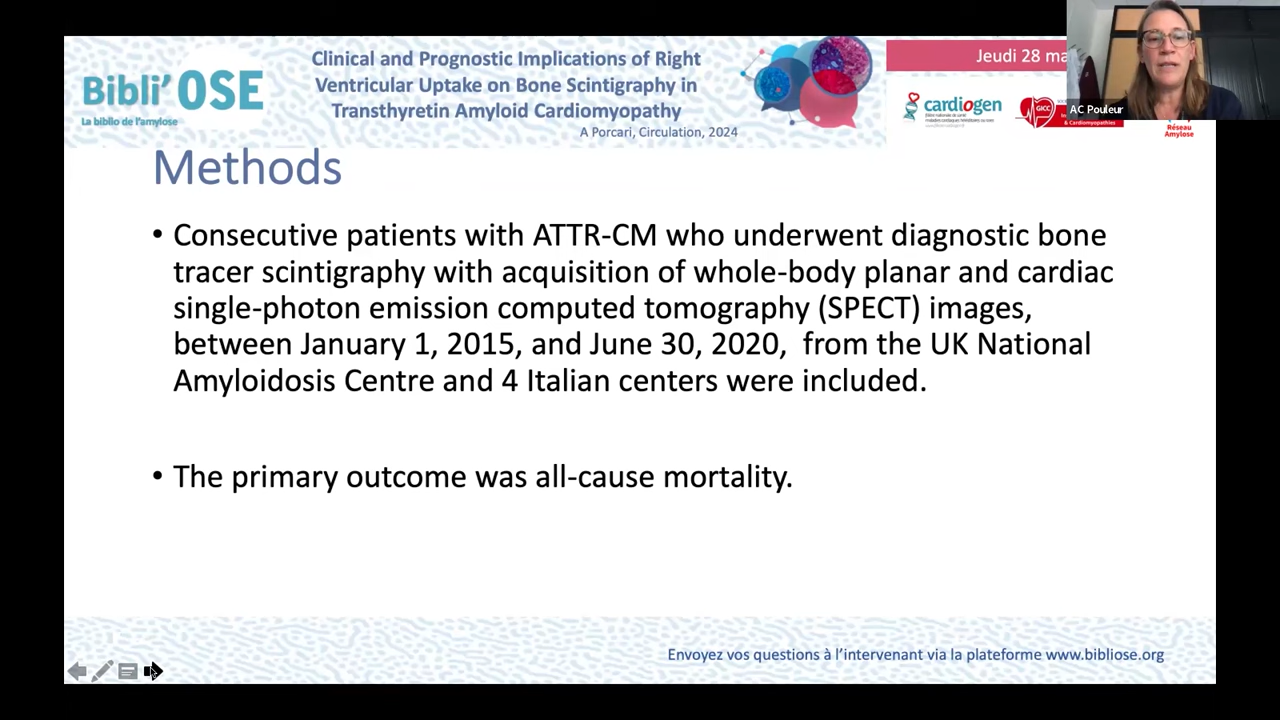 Bibli'OSE
La biblio de l'amylose
Clinical and Prognostic Implications of Right
Ventricular Uptake on Bone Scintigraphy in
Transthyretin Amyloid Cardiomyopathy
A Porcari, Circulation, 2024
Jeudi 28 ma
cardiogen
GICC
& Cardiomyopathies
Réseau
Amylose
AC Pouleur
Methods
• Consecutive patients with ATTR-CM who underwent diagnostic bone
tracer scintigraphy with acquisition of whole-body planar and cardiac
single-photon emission computed tomography (SPECT) images,
between January 1, 2015, and June 30, 2020, from the UK National
Amyloidosis Centre and 4 Italian centers were included.
• The primary outcome was all-cause mortality.
Envoyez vos questions à l'intervenant via la plateforme www.bibliose.org